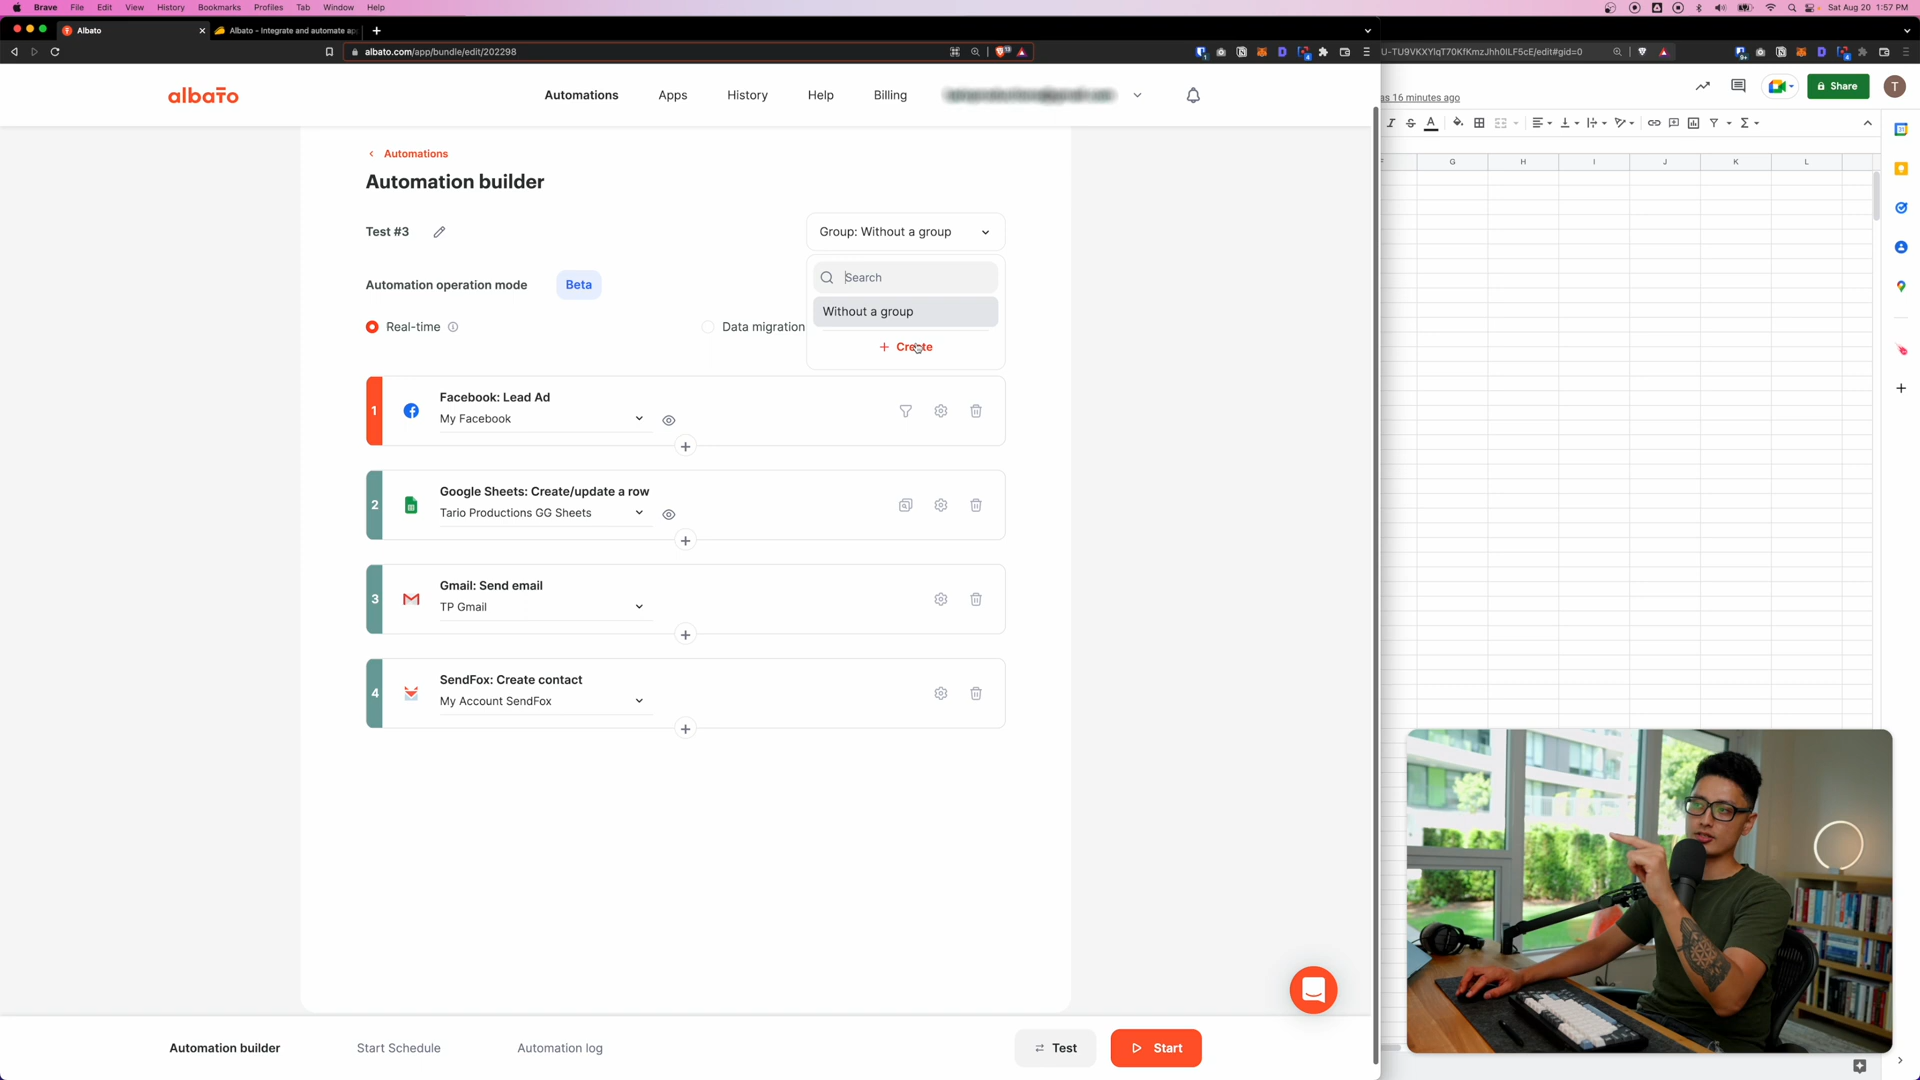 Brave File Edit View History Bookmarks Profiles Tab Window Help
Sat Aug 20 1:57 PM
Albato
Albato - Integrate and automate ap
albato.com/app/bundle/edit/202298
U-TU9VKXYlqT70KfKmzJhh0ILF5cE/edit#gid=0
albato
Automations Apps History Help Billing
as 16 minutes ago
Share
T
G H I J K L
Automations
Automation builder
Test #3
Group: Without a group
Search
Without a group
+ Create
Automation operation mode Beta
Real-time
Data migration
1
Facebook: Lead Ad
My Facebook
2
Google Sheets: Create/update a row
Tario Productions GG Sheets
3
Gmail: Send email
TP Gmail
4
SendFox: Create contact
My Account SendFox
Automation builder Start Schedule Automation log
Test
Start